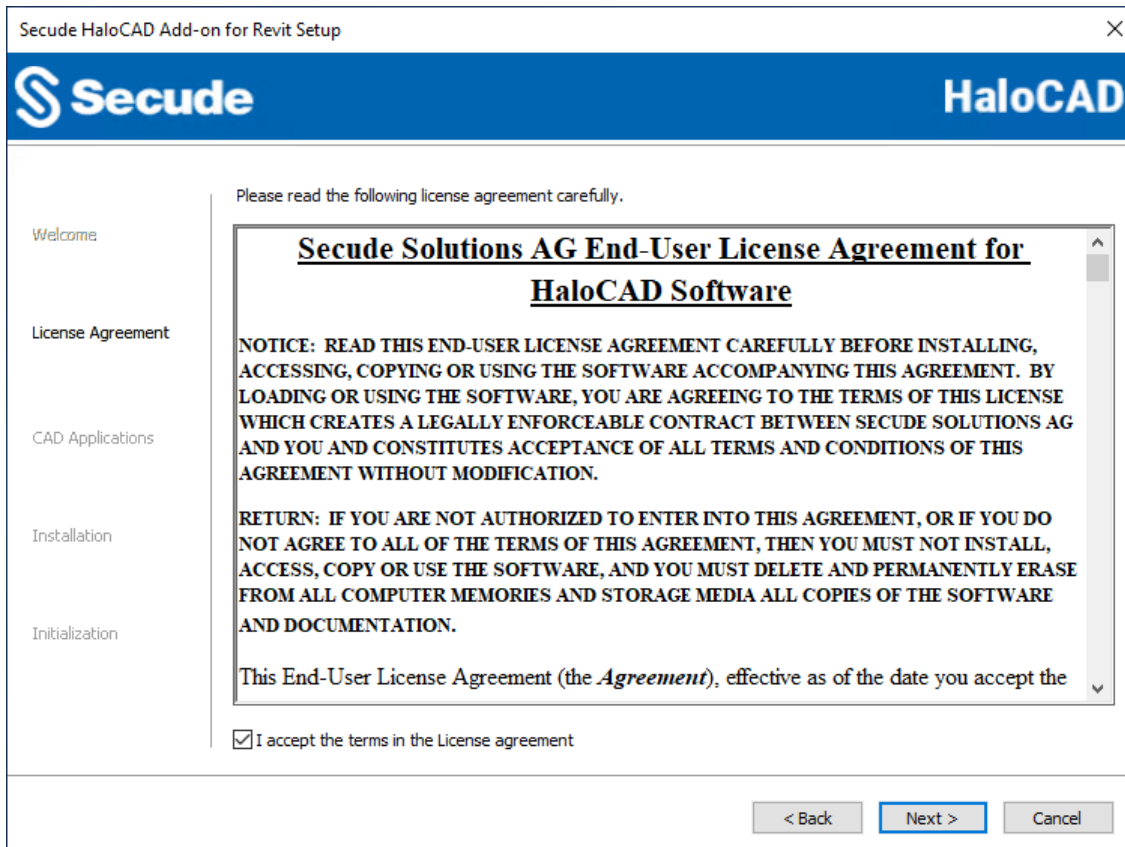 Secude HaloCAD Add-on for Revit Setup
Secude
HaloCAD
Welcome
License Agreement
CAD Applications
Installation
Initialization
Please read the following license agreement carefully.
Secude Solutions AG End-User License Agreement for
HaloCAD Software
NOTICE: READ THIS END-USER LICENSE AGREEMENT CAREFULLY BEFORE INSTALLING,
ACCESSING, COPYING OR USING THE SOFTWARE ACCOMPANYING THIS AGREEMENT. BY
LOADING OR USING THE SOFTWARE, YOU ARE AGREEING TO THE TERMS OF THIS LICENSE
WHICH CREATES A LEGALLY ENFORCEABLE CONTRACT BETWEEN SECUDE SOLUTIONS AG
AND YOU AND CONSTITUTES ACCEPTANCE OF ALL TERMS AND CONDITIONS OF THIS
AGREEMENT WITHOUT MODIFICATION.
RETURN: IF YOU ARE NOT AUTHORIZED TO ENTER INTO THIS AGREEMENT, OR IF YOU DO
NOT AGREE TO ALL OF THE TERMS OF THIS AGREEMENT, THEN YOU MUST NOT INSTALL,
ACCESS, COPY OR USE THE SOFTWARE, AND YOU MUST DELETE AND PERMANENTLY ERASE
FROM ALL COMPUTER MEMORIES AND STORAGE MEDIA ALL COPIES OF THE SOFTWARE
AND DOCUMENTATION.
This End-User License Agreement (the Agreement), effective as of the date you accept the
I accept the terms in the License agreement
< Back
Next >
Cancel